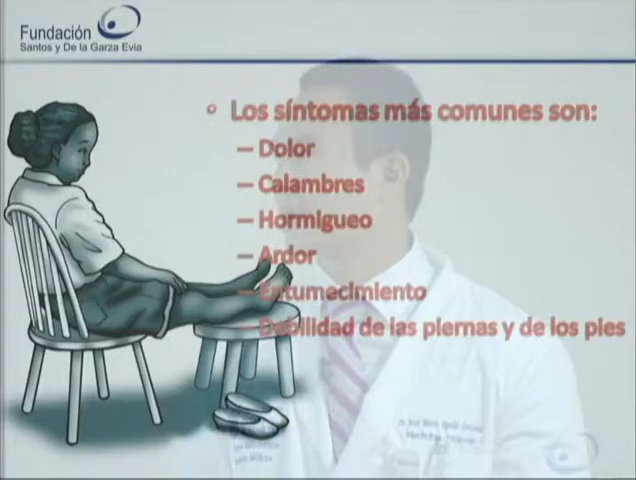 Fundación
Santos y De la Garza Evia
Los síntomas más comunes son:
– Dolor
– Calambres
– Hormigueo
– Ardor
– Entumecimiento
– Debilidad de las piernas y de los pies